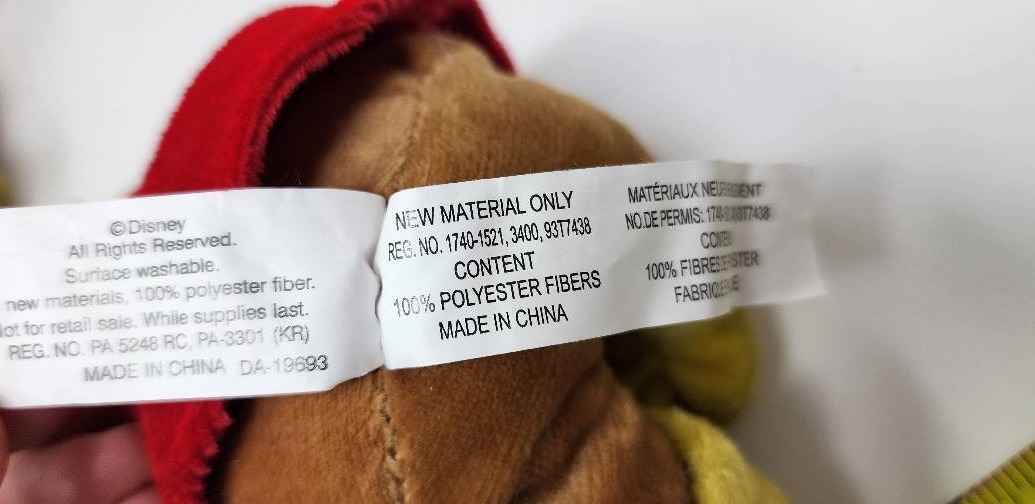 ©Disney
All Rights Reserved.
Surface washable.
new materials, 100% polyester fiber.
Not for retail sale. While supplies last.
REG. NO. PA 5248 RC, PA-3301 (KR)
MADE IN CHINA DA-19693
NEW MATERIAL ONLY
REG. NO. 1740-1521, 3400, 93T7438
CONTENT
100% POLYESTER FIBERS
MADE IN CHINA
MATÉRIAUX
NO.DE PERMIS:
100% FIBRES